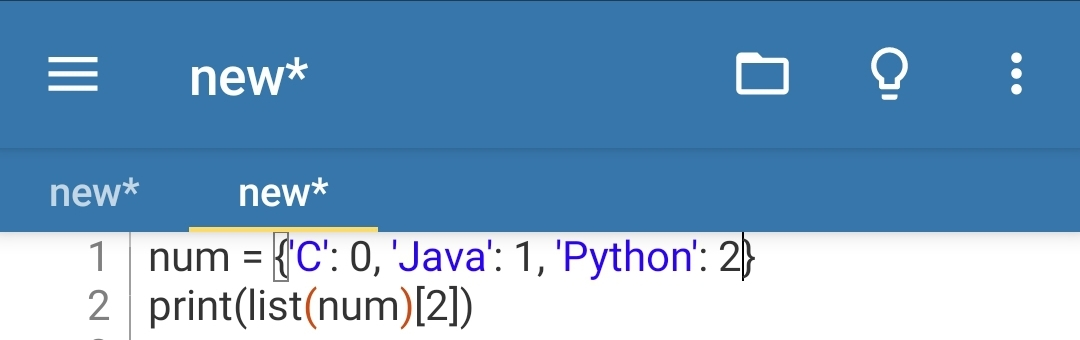 new*
new* new*
1 num = {'C': 0, 'Java': 1, 'Python': 2}
2 print(list(num)[2])